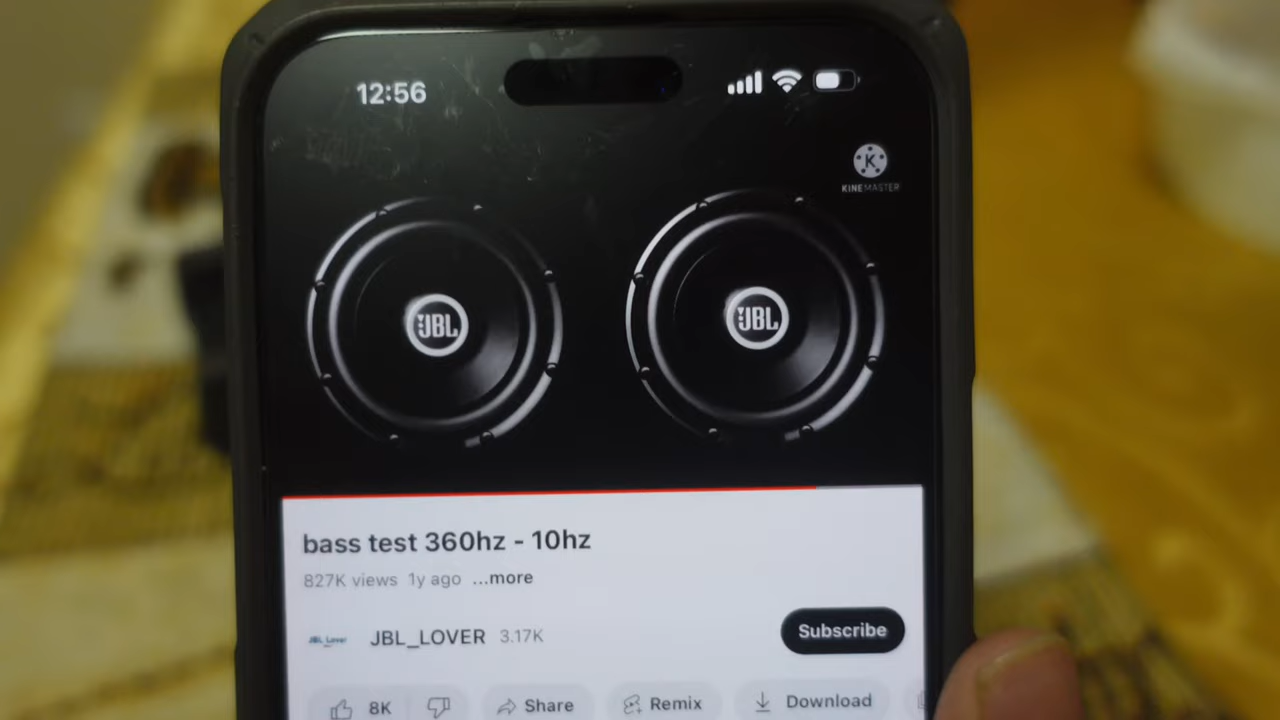 12:56
K
KINEMASTER
JBL
JBL
bass test 360hz - 10hz
827K views 1y ago ...more
JBL_Lover JBL_LOVER 3.17K
Subscribe
8K Share Remix Download